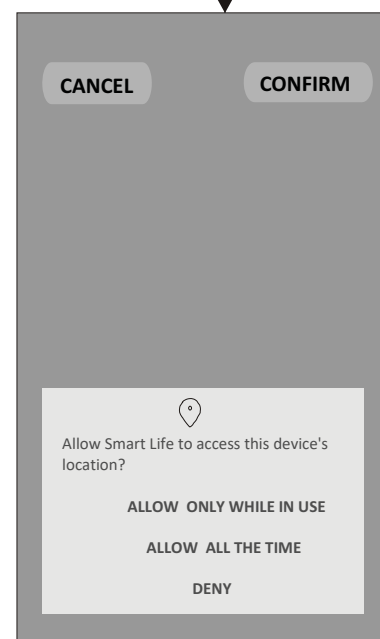 CANCEL
CONFIRM
Allow Smart Life to access this device's
location?
ALLOW ONLY WHILE IN USE
ALLOW ALL THE TIME
DENY